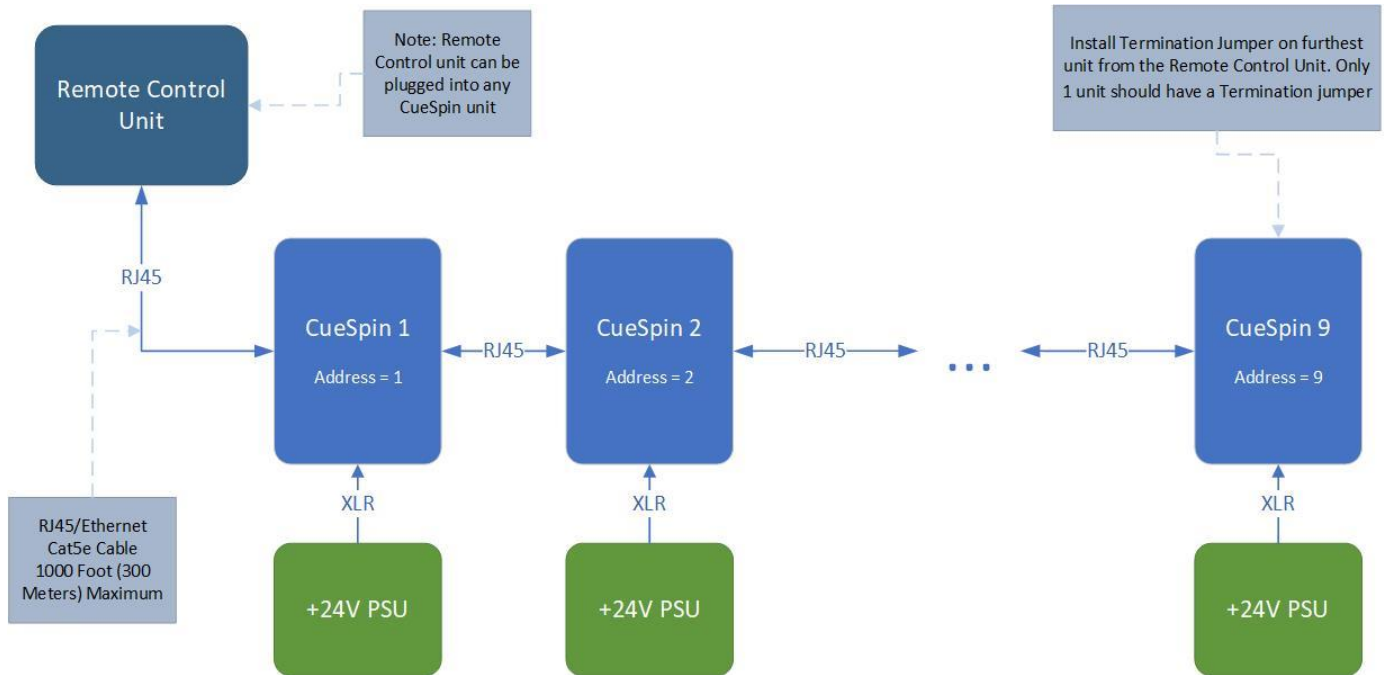 Remote Control
Unit
Note: Remote
Control unit can be
plugged into any
CueSpin unit
Install Termination Jumper on furthest
unit from the Remote Control Unit. Only
1 unit should have a Termination jumper
RJ45
CueSpin 1
Address = 1
RJ45
CueSpin 2
Address = 2
RJ45
...
RJ45
CueSpin 9
Address = 9
RJ45/Ethernet
Cat5e Cable
1000 Foot (300
Meters) Maximum
XLR
+24V PSU
XLR
+24V PSU
XLR
+24V PSU